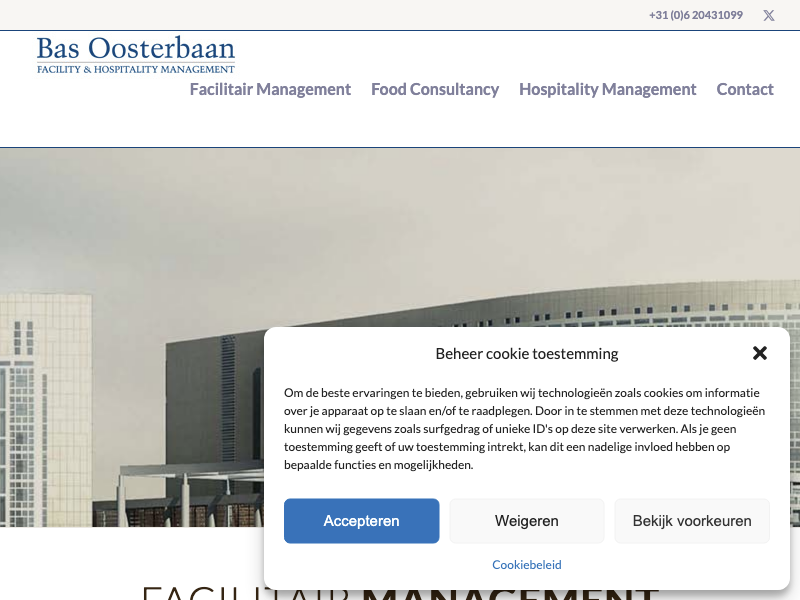 +31 (0)6 20431099
Bas Oosterbaan
FACILITY & HOSPITALITY MANAGEMENT
Facilitair Management Food Consultancy Hospitality Management Contact
Beheer cookie toestemming
Om de beste ervaringen te bieden, gebruiken wij technologieën zoals cookies om informatie
over je apparaat op te slaan en/of te raadplegen. Door in te stemmen met deze technologieën
kunnen wij gegevens zoals surfgedrag of unieke ID's op deze site verwerken. Als je geen
toestemming geeft of uw toestemming intrekt, kan dit een nadelige invloed hebben op
bepaalde functies en mogelijkheden.
Accepteren Weigeren Bekijk voorkeuren
Cookiebeleid
FACILITAIR MANAGEMENT